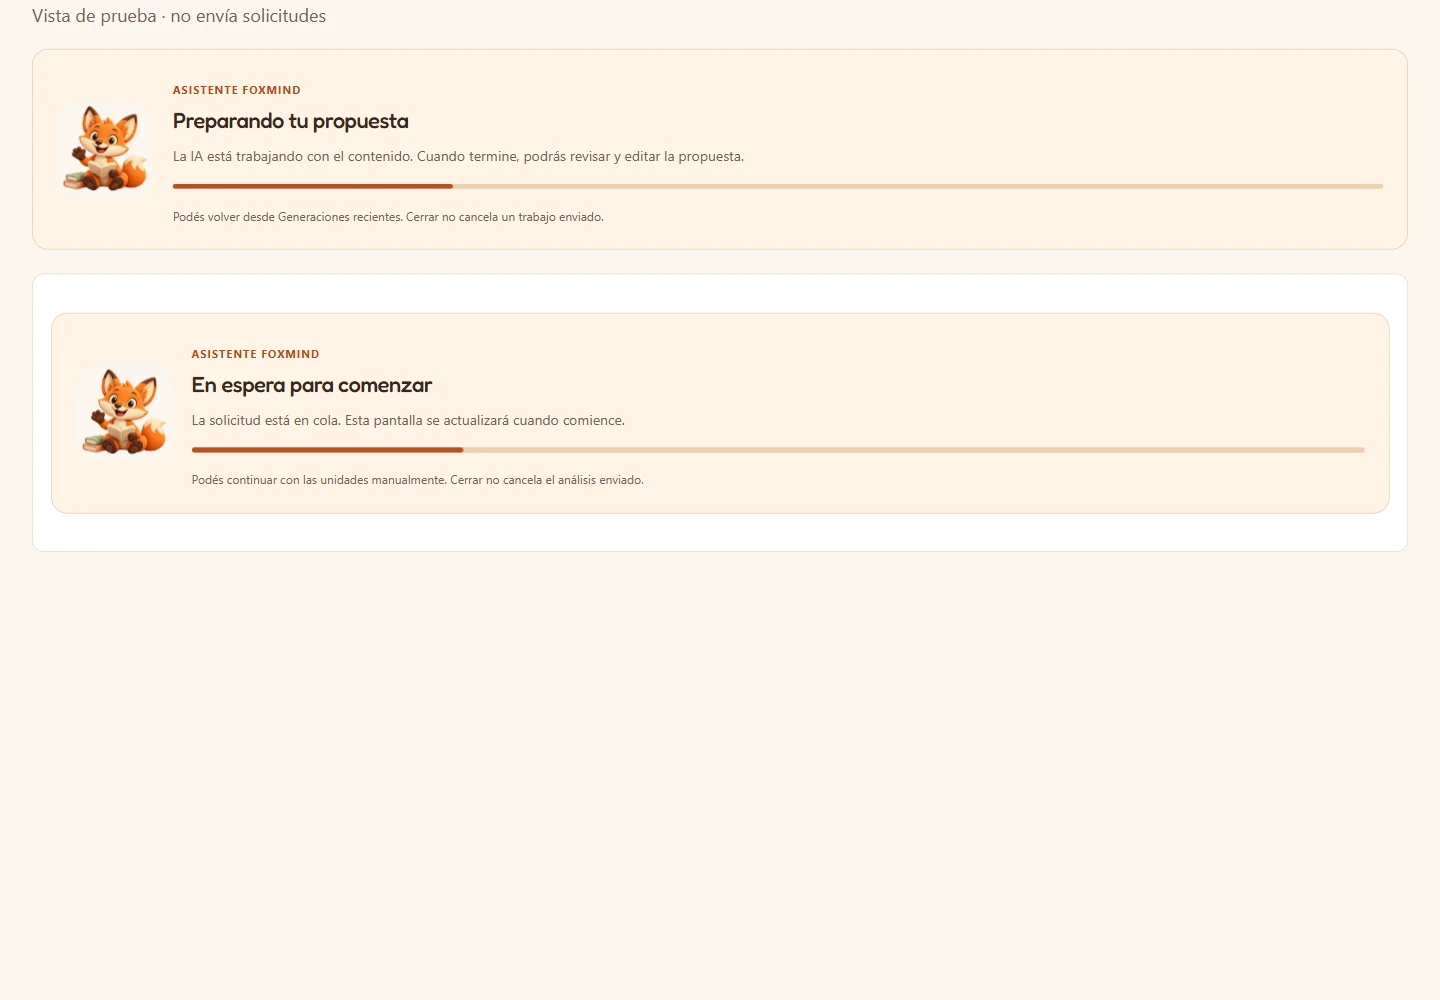 Vista de prueba · no envía solicitudes
ASISTENTE FOXMIND
Preparando tu propuesta
La IA está trabajando con el contenido. Cuando termine, podrás revisar y editar la propuesta.
Podés volver desde Generaciones recientes. Cerrar no cancela un trabajo enviado.
ASISTENTE FOXMIND
En espera para comenzar
La solicitud está en cola. Esta pantalla se actualizará cuando comience.
Podés continuar con las unidades manualmente. Cerrar no cancela el análisis enviado.